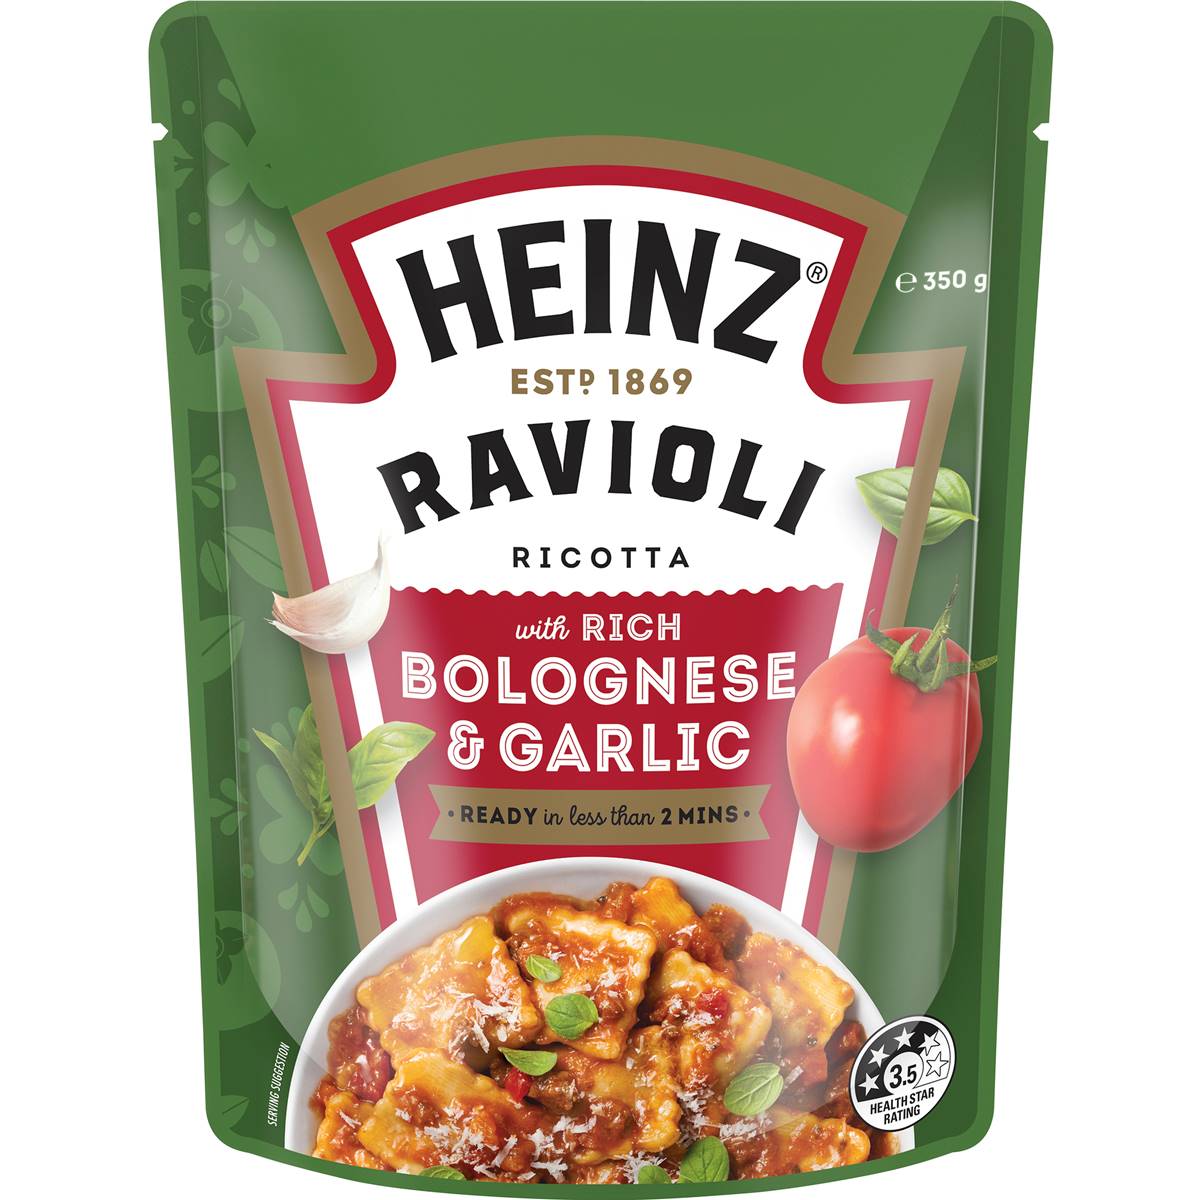 HEINZ®
ESTD 1869
℮ 350 g
RAVIOLI
RICOTTA
with RICH
BOLOGNESE
& GARLIC
• READY in less than 2 MINS •
SERVING SUGGESTION
3.5
HEALTH STAR
RATING